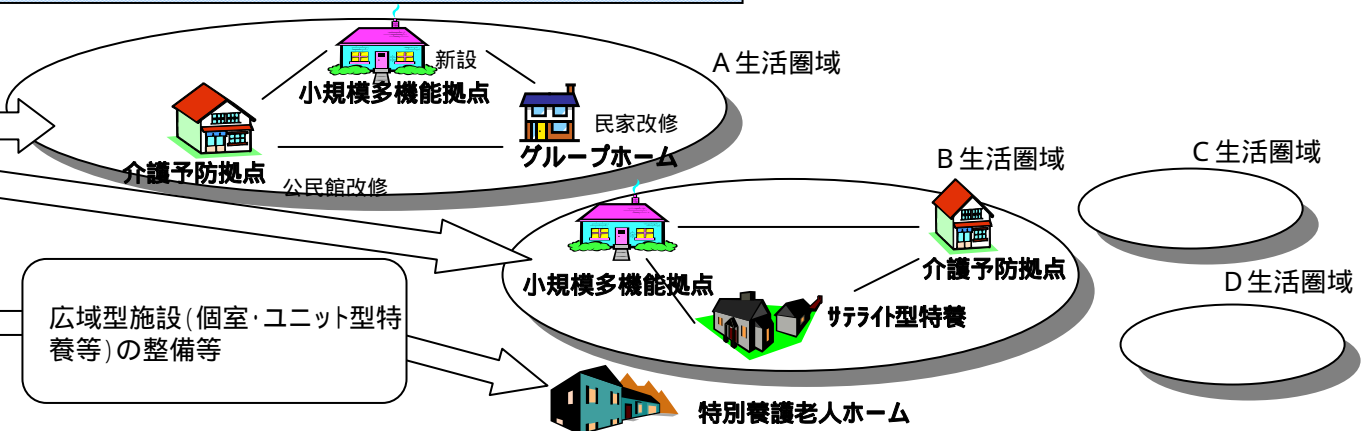 A生活圏域
新設
小規模多機能拠点
民家改修
グループホーム
介護予防拠点
公民館改修
B生活圏域
C生活圏域
小規模多機能拠点
介護予防拠点
D生活圏域
サテライト型特養
広域型施設(個室・ユニット型特
養等)の整備等
特別養護老人ホーム